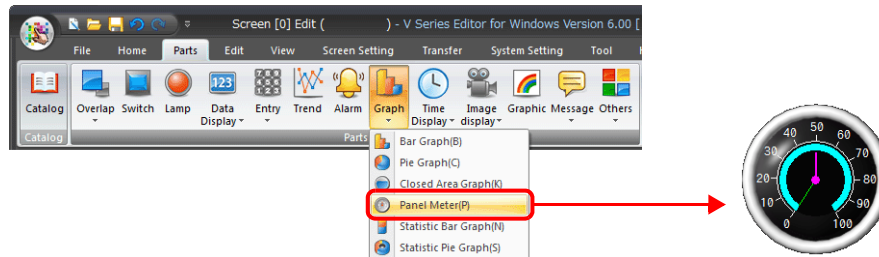 Screen [0] Edit (          ) - V Series Editor for Windows Version 6.00 [
File Home Parts Edit View Screen Setting Transfer System Setting Tool
Catalog Overlap Switch Lamp Data Display Entry Trend Alarm Graph Time Display Image display Graphic Message Others
Catalog Parts
Bar Graph(B)
Pie Graph(C)
Closed Area Graph(K)
Panel Meter(P)
Statistic Bar Graph(N)
Statistic Pie Graph(S)
123
0 10 20 30 40 50 60 70 80 90 100